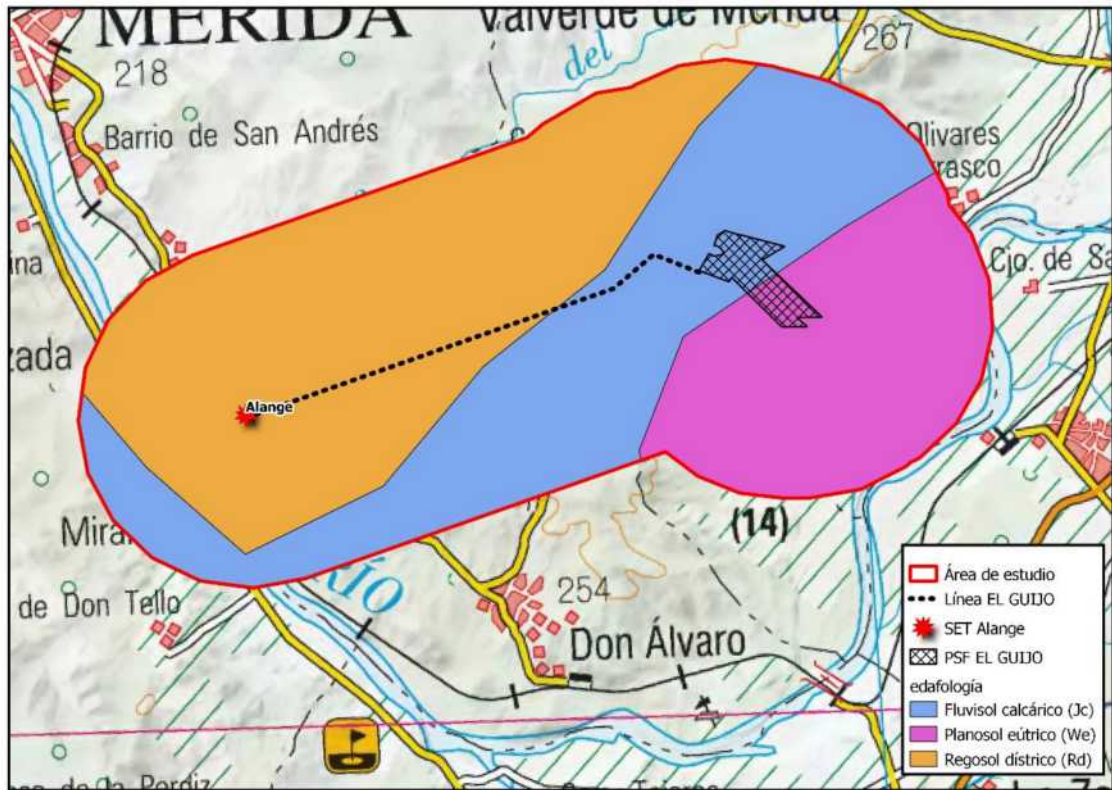 MÉRIDA
Valverde de Mérida
218
del
267
Barrio de San Andrés
Olivares
rrasco
ina
Cjo. de Sa
zada
Alange
Mira
(14)
RÍO
de Don Tello
254
Don Álvaro
Área de estudio
Línea EL GUIJO
SET Alange
PSF EL GUIJO
edafología
Fluvisol calcárico (Jc)
Planosol eútrico (We)
Regosol dístrico (Rd)